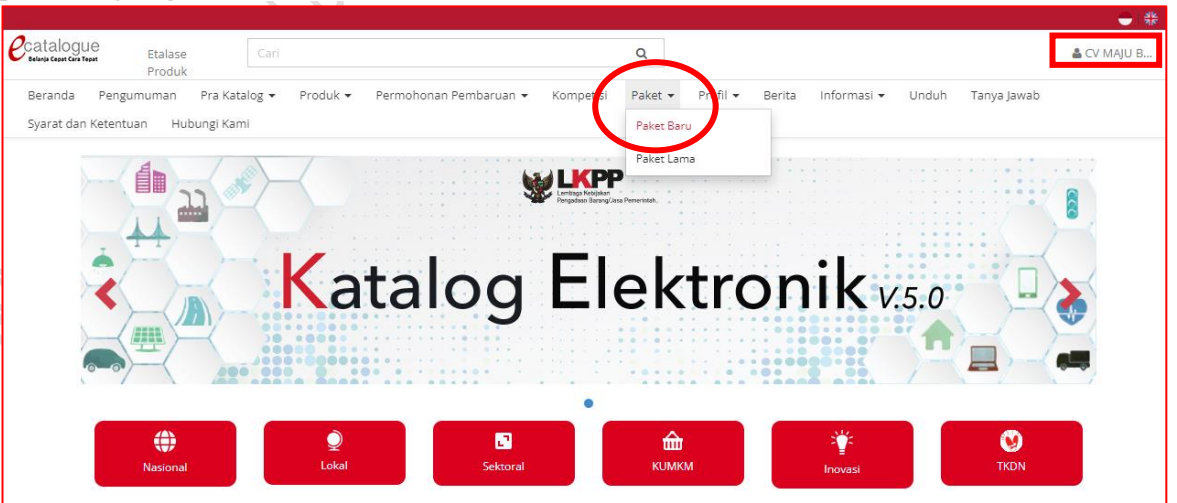 ecatalogue
Belanja Cepat Cara Tepat
Etalase
Produk
Cari
CV MAJU B...
Beranda Pengumuman Pra Katalog Produk Permohonan Pembaruan Kompetisi Paket Profil Berita Informasi Unduh Tanya Jawab
Syarat dan Ketentuan Hubungi Kami
Paket Baru
Paket Lama
LKPP
Lembaga Kebijakan
Pengadaan Barang/Jasa Pemerintah.
Katalog Elektronik v.5.0
Nasional Lokal Sektoral KUMKM Inovasi TKDN